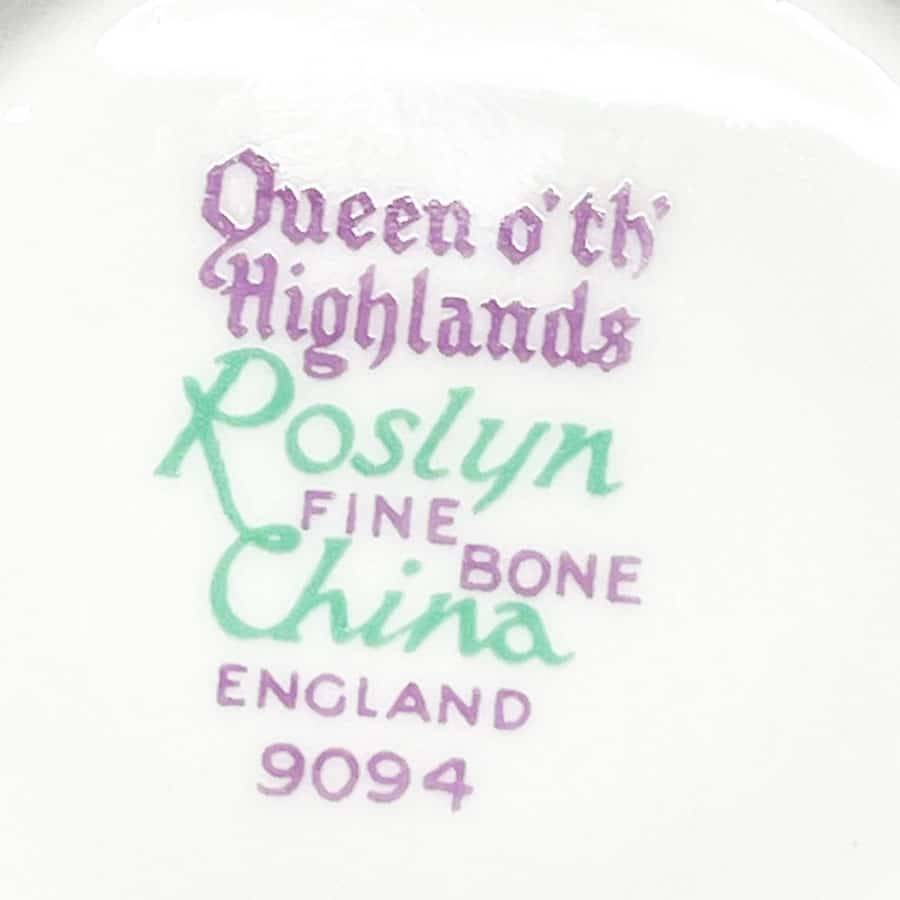 Queen o' th'
Highlands
Roslyn
FINE
BONE
China
ENGLAND
9094